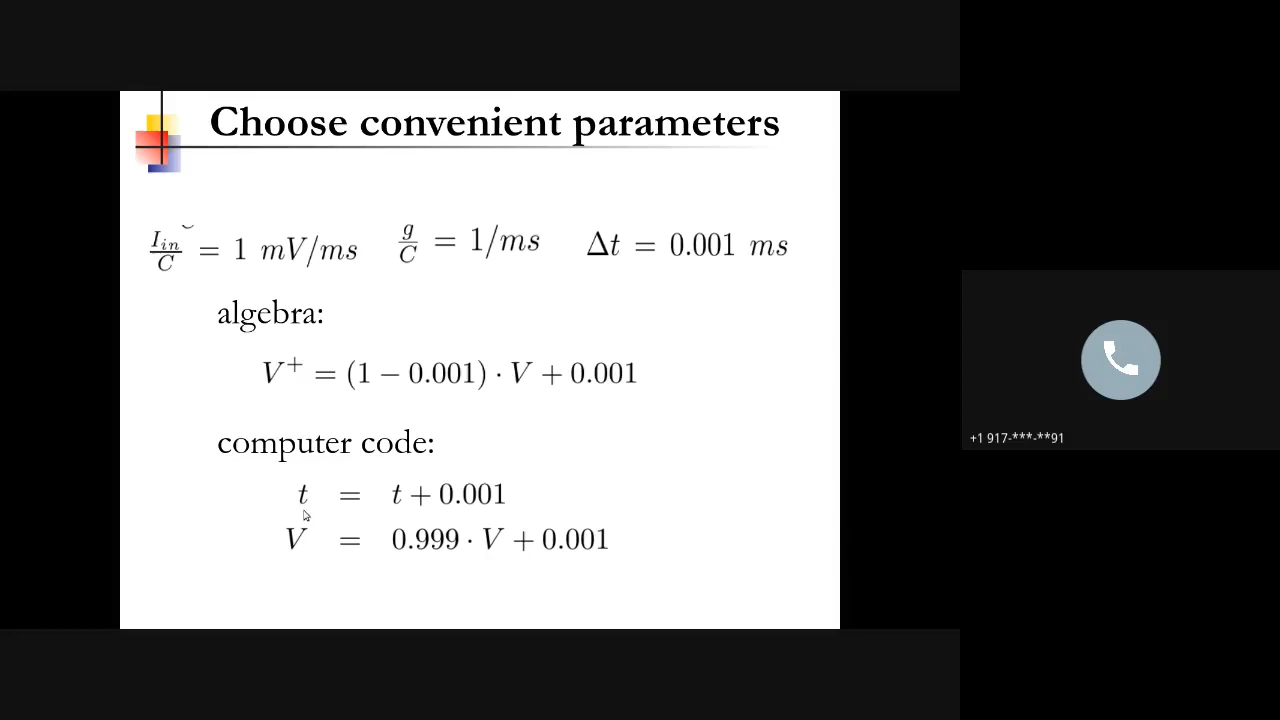 Choose convenient parameters
I_in/C = 1 mV/ms g/C = 1/ms Δt = 0.001 ms
algebra:
V⁺ = (1 − 0.001) · V + 0.001
computer code:
t = t + 0.001
V = 0.999 · V + 0.001
+1 917-***-**91